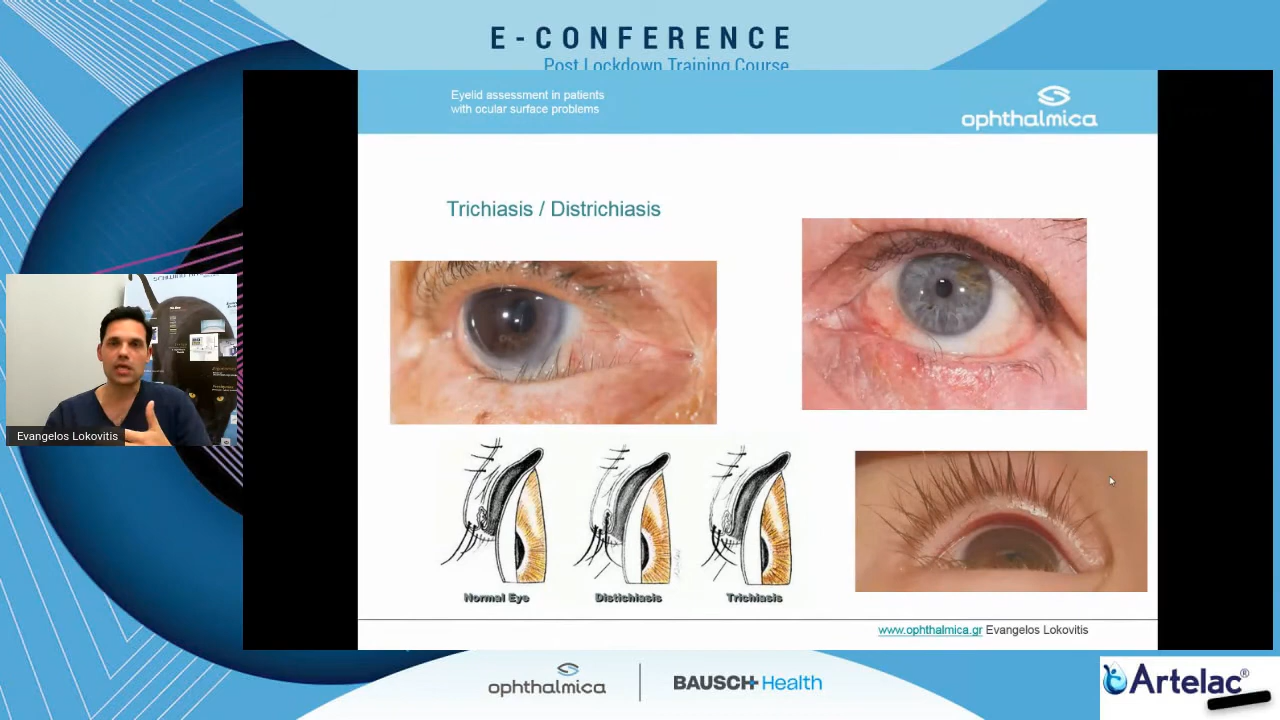 E-CONFERENCE
Post Lockdown Training Course
Eyelid assessment in patients
with ocular surface problems
ophthalmica
Trichiasis / Districhiasis
Evangelos Lokovitis
Normal Eye
Distichiasis
Trichiasis
www.ophthalmica.gr Evangelos Lokovitis
ophthalmica
BAUSCH+Health
Artelac®